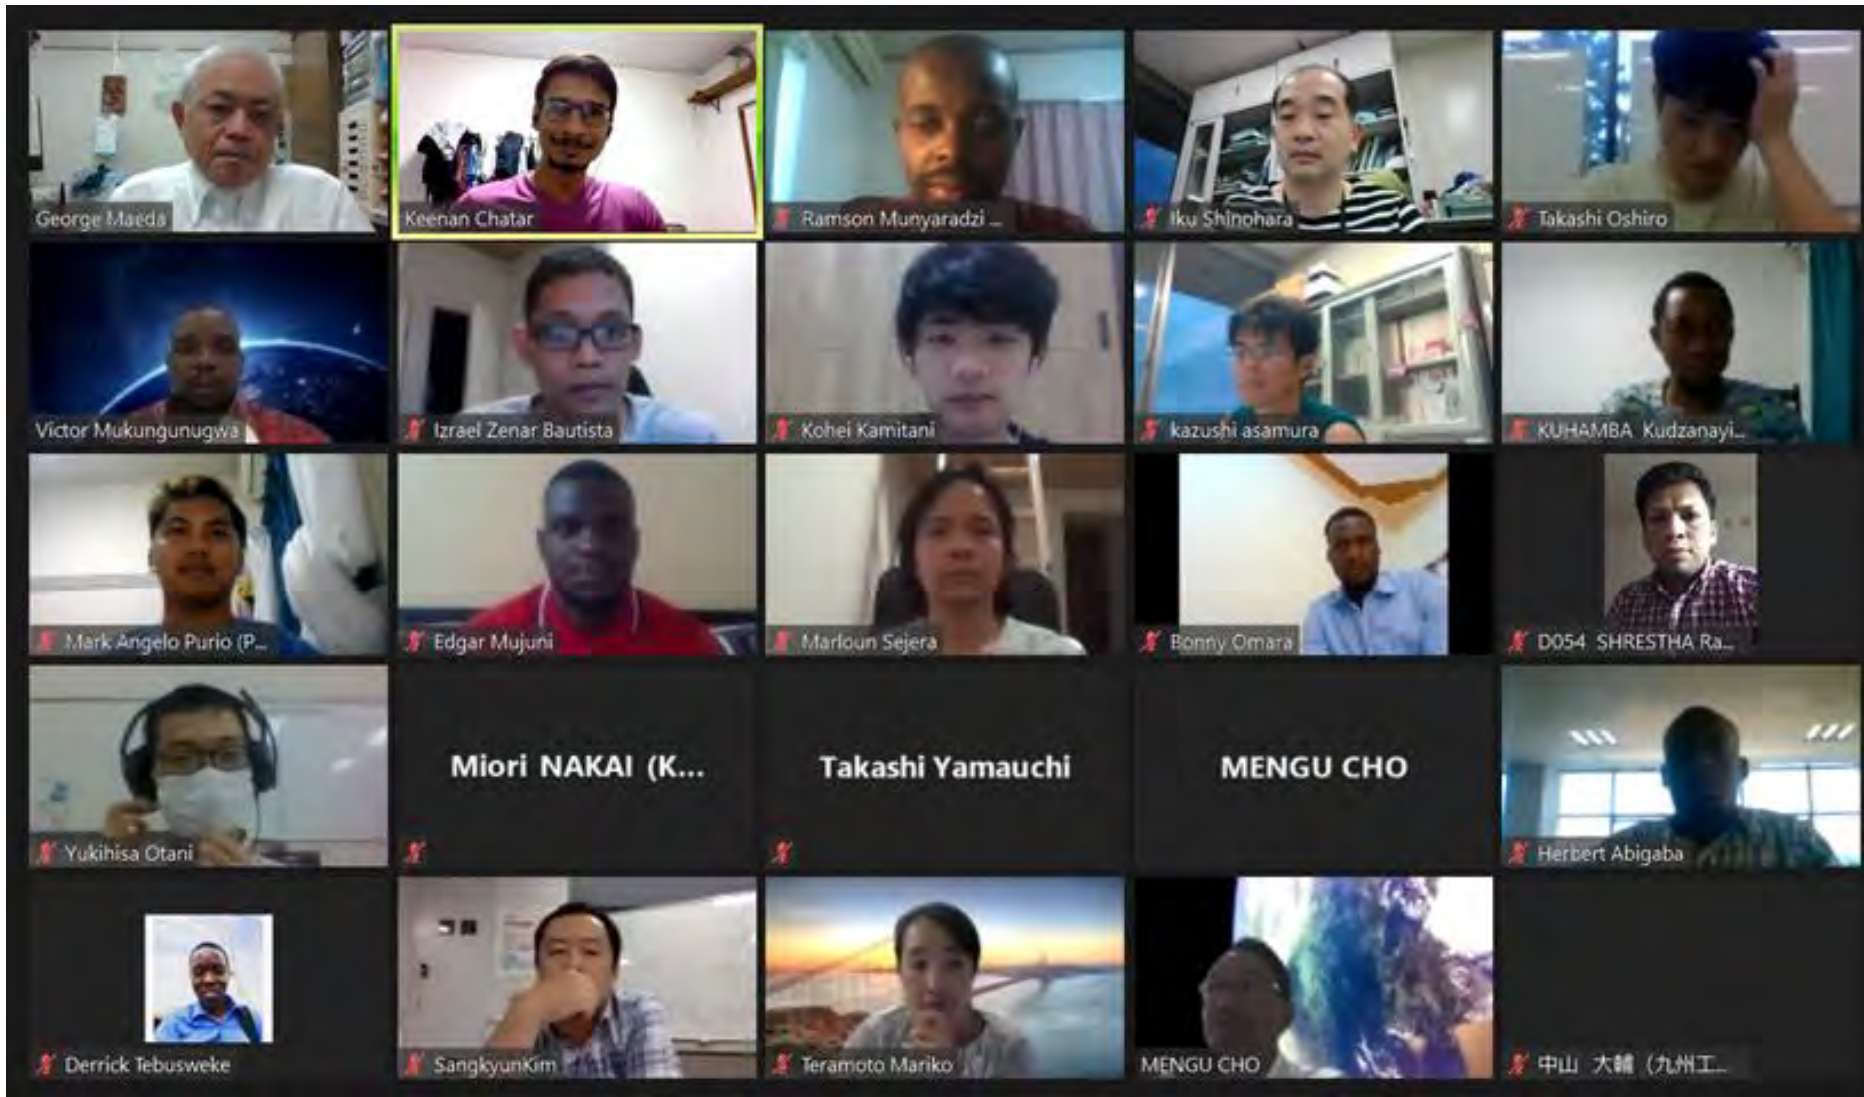 George Maeda
Keenan Chatar
Ramson Munyaradzi ...
Iku Shinohara
Takashi Oshiro
Victor Mukungunugwa
Izrael Zenar Bautista
Kohei Kamitani
kazushi asamura
KUHAMBA Kudzanayi...
Mark Angelo Purio (P...
Edgar Mujuni
Marloun Sejera
Bonny Omara
D054 SHRESTHA Ra...
Yukihisa Otani
Miori NAKAI (K...
Takashi Yamauchi
MENGU CHO
Herbert Abigaba
Derrick Tebusweke
SangkyunKim
Teramoto Mariko
MENGU CHO
中山 大輔（九州工...